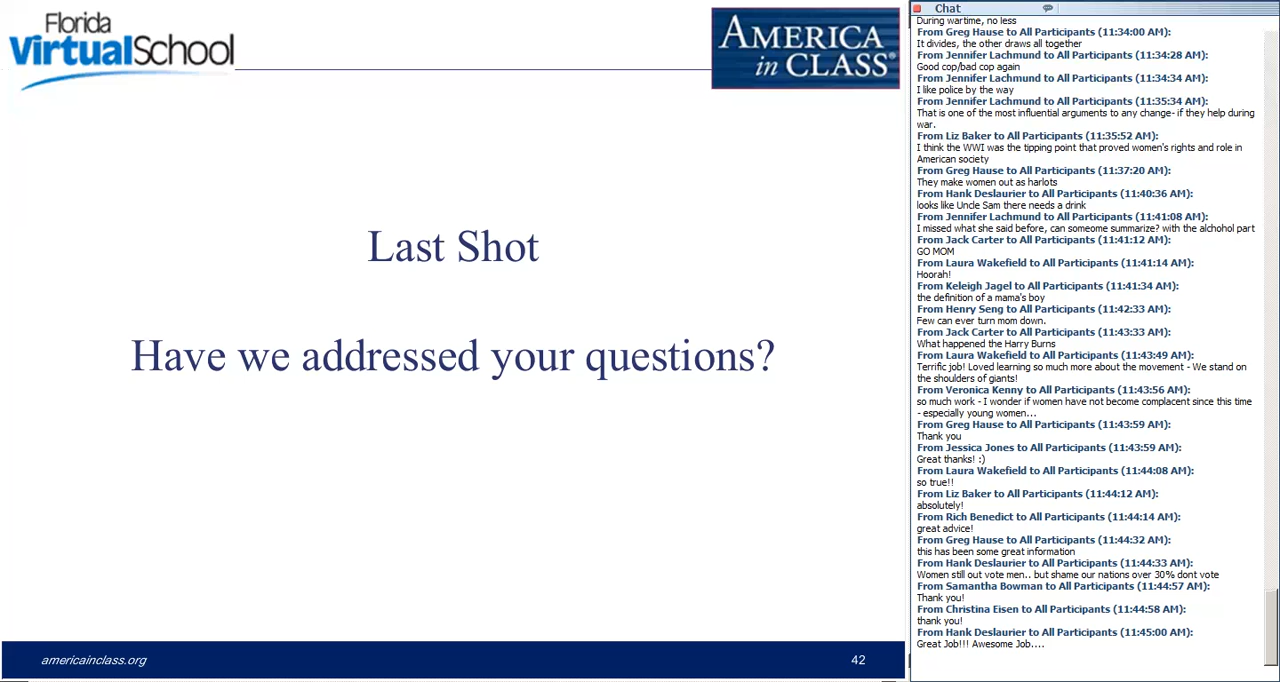 Florida
VirtualSchool
AMERICA
in CLASS®
Last Shot
Have we addressed your questions?
americainclass.org
42
Chat
During wartime, no less
From Greg Hause to All Participants (11:34:00 AM):
It divides, the other draws all together
From Jennifer Lachmund to All Participants (11:34:28 AM):
Good cop/bad cop again
From Jennifer Lachmund to All Participants (11:34:34 AM):
I like police by the way
From Jennifer Lachmund to All Participants (11:35:34 AM):
That is one of the most influential arguments to any change- if they help during
war.
From Liz Baker to All Participants (11:35:52 AM):
I think the WWI was the tipping point that proved women's rights and role in
American society
From Greg Hause to All Participants (11:37:20 AM):
They make women out as harlots
From Hank Deslaurier to All Participants (11:40:36 AM):
looks like Uncle Sam there needs a drink
From Jennifer Lachmund to All Participants (11:41:08 AM):
I missed what she said before, can someome summarize? with the alchohol part
From Jack Carter to All Participants (11:41:12 AM):
GO MOM
From Laura Wakefield to All Participants (11:41:14 AM):
Hoorah!
From Keleigh Jagel to All Participants (11:41:34 AM):
the definition of a mama's boy
From Henry Seng to All Participants (11:42:33 AM):
Few can ever turn mom down.
From Jack Carter to All Participants (11:43:33 AM):
What happened the Harry Burns
From Laura Wakefield to All Participants (11:43:49 AM):
Terrific job! Loved learning so much more about the movement - We stand on
the shoulders of giants!
From Veronica Kenny to All Participants (11:43:56 AM):
so much work - I wonder if women have not become complacent since this time
- especially young women...
From Greg Hause to All Participants (11:43:59 AM):
Thank you
From Jessica Jones to All Participants (11:43:59 AM):
Great thanks! :)
From Laura Wakefield to All Participants (11:44:08 AM):
so true!!
From Liz Baker to All Participants (11:44:12 AM):
absolutely!
From Rich Benedict to All Participants (11:44:14 AM):
great advice!
From Greg Hause to All Participants (11:44:32 AM):
this has been some great information
From Hank Deslaurier to All Participants (11:44:33 AM):
Women still out vote men.. but shame our nations over 30% dont vote
From Samantha Bowman to All Participants (11:44:57 AM):
Thank you!
From Christina Eisen to All Participants (11:44:58 AM):
thank you!
From Hank Deslaurier to All Participants (11:45:00 AM):
Great Job!!! Awesome Job....